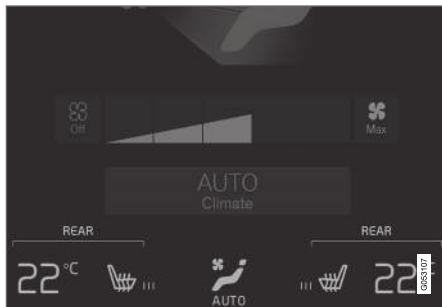 Off
Max
AUTO
Climate
REAR
REAR
22°C
22°C
AUTO
G053107